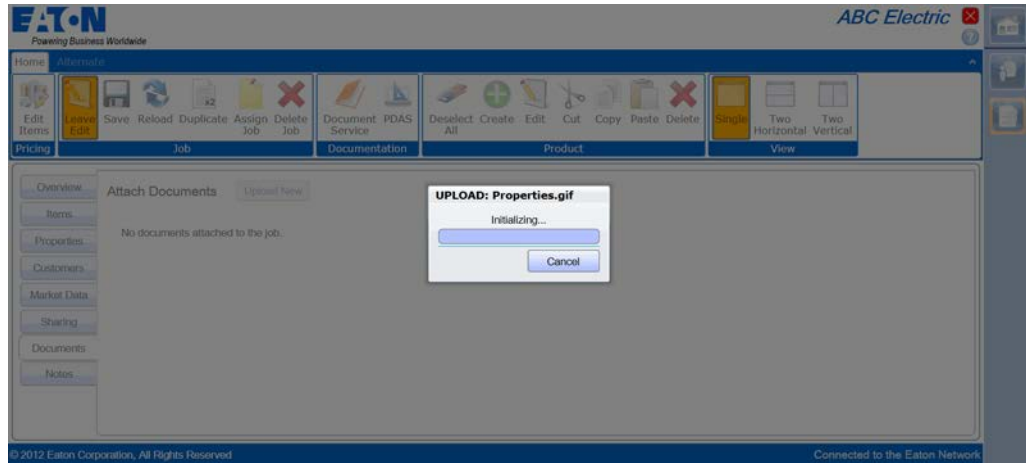 EATON
Powering Business Worldwide
ABC Electric
Home Alternate
Edit Items
Leave Edit
Save
Reload
Duplicate
x2
Assign Job
Delete Job
Document Service
PDAS
Deselect All
Create
Edit
Cut
Copy
Paste
Delete
Single
Two Horizontal
Two Vertical
Pricing Job Documentation Product View
Overview
Items
Properties
Customers
Market Data
Sharing
Documents
Notes
Attach Documents Upload New
No documents attached to the job.
UPLOAD: Properties.gif
Initializing...
Cancel
© 2012 Eaton Corporation, All Rights Reserved
Connected to the Eaton Network